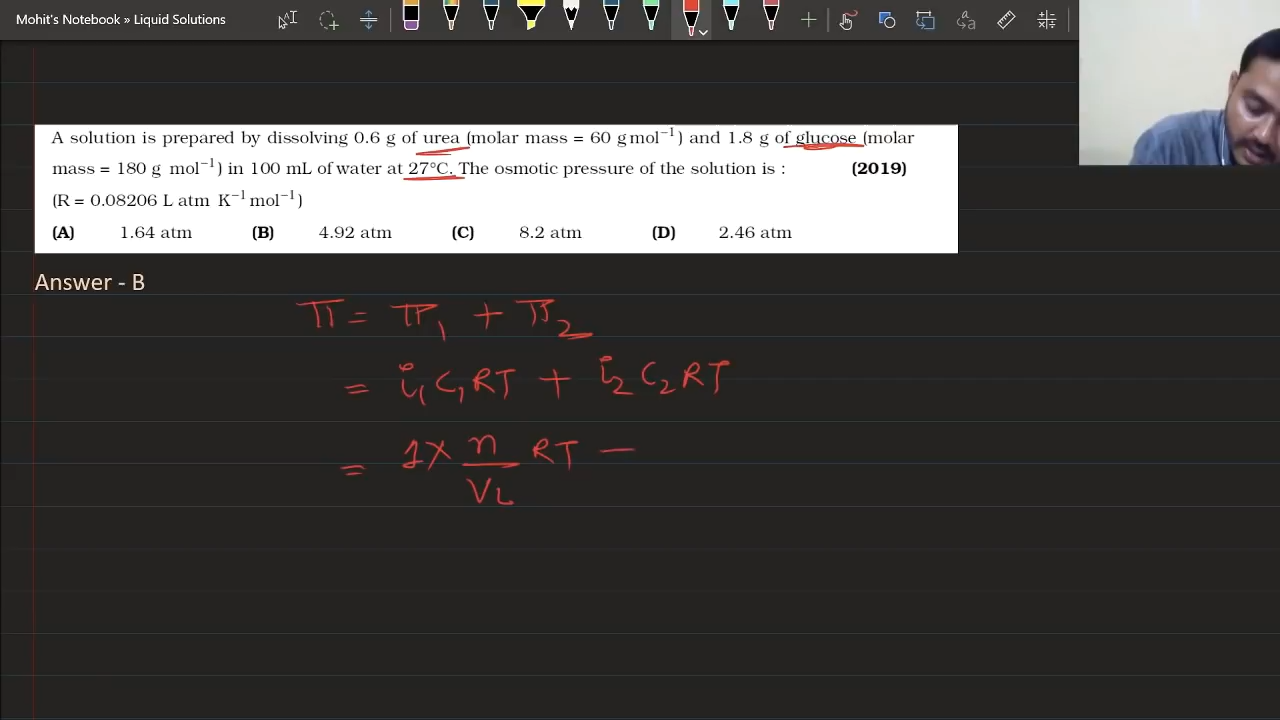 Mohit's Notebook » Liquid Solutions
A solution is prepared by dissolving 0.6 g of urea (molar mass = 60 g mol⁻¹) and 1.8 g of glucose (molar
mass = 180 g mol⁻¹) in 100 mL of water at 27°C. The osmotic pressure of the solution is : (2019)
(R = 0.08206 L atm K⁻¹ mol⁻¹)
(A) 1.64 atm (B) 4.92 atm (C) 8.2 atm (D) 2.46 atm
Answer - B
π = π₁ + π₂
= i₁C₁RT + i₂C₂RT
= 1 × n/V_L RT —